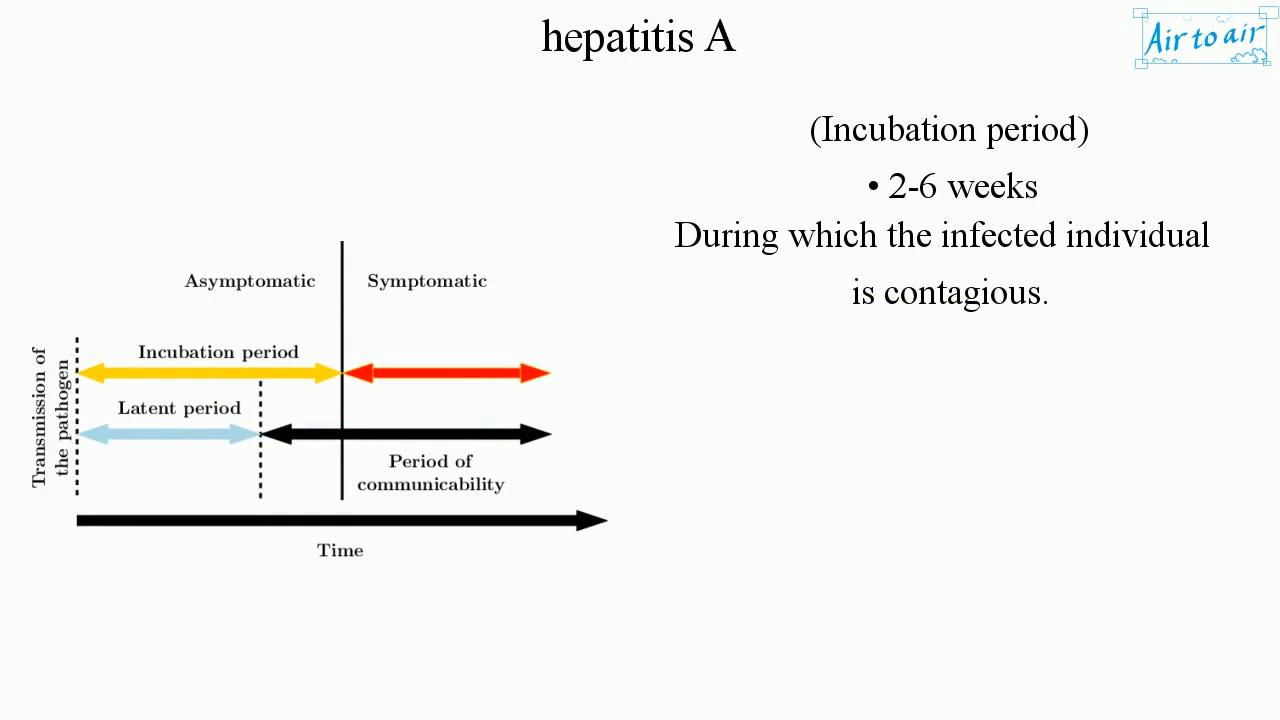 hepatitis A
Air to air
(Incubation period)
• 2-6 weeks
During which the infected individual
is contagious.
Asymptomatic
Symptomatic
Transmission of
the pathogen
Incubation period
Latent period
Period of
communicability
Time